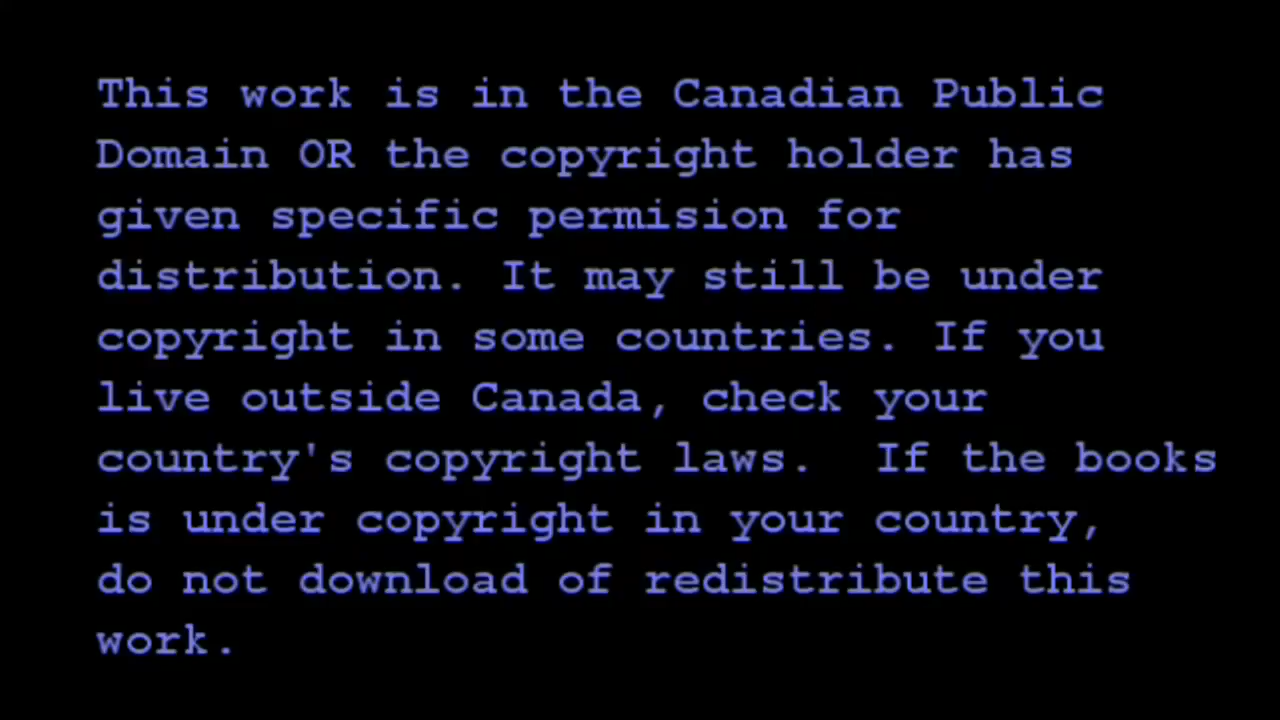 This work is in the Canadian Public
Domain OR the copyright holder has
given specific permision for
distribution. It may still be under
copyright in some countries. If you
live outside Canada, check your
country's copyright laws.  If the books
is under copyright in your country,
do not download of redistribute this
work.